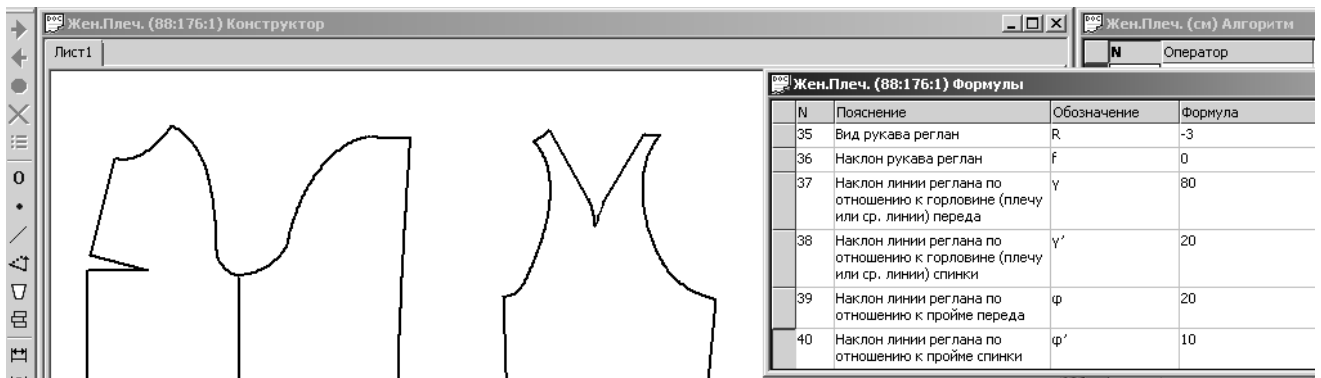 Жен.Плеч. (88:176:1) Конструктор
Лист1
Жен.Плеч. (см) Алгоритм
N Оператор
Жен.Плеч. (88:176:1) Формулы
N Пояснение Обозначение Формула
35 Вид рукава реглан R -3
36 Наклон рукава реглан f 0
37 Наклон линии реглана по γ 80
отношению к горловине (плечу
или ср. линии) переда
38 Наклон линии реглана по γ' 20
отношению к горловине (плечу
или ср. линии) спинки
39 Наклон линии реглана по φ 20
отношению к пройме переда
40 Наклон линии реглана по φ' 10
отношению к пройме спинки